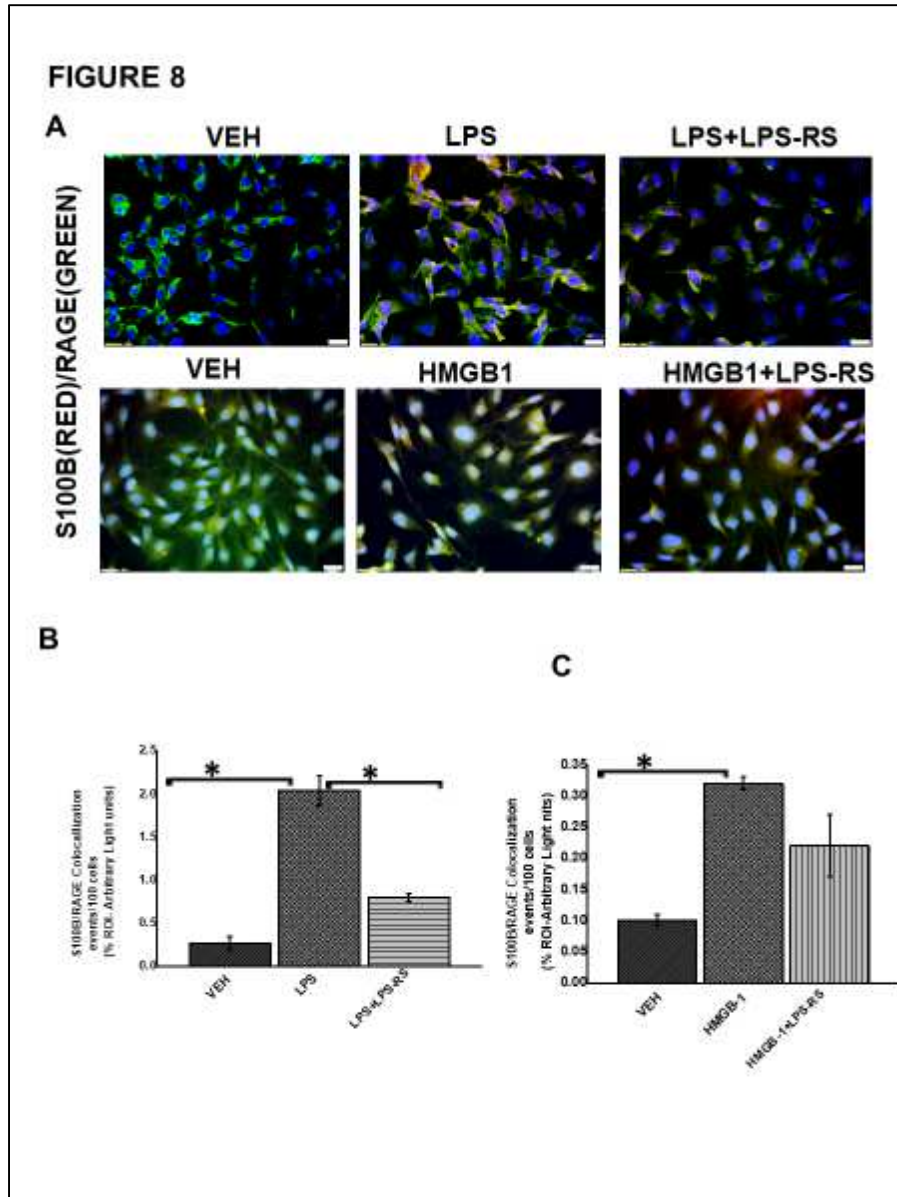 FIGURE 8
A
VEH
LPS
LPS+LPS-RS
S100B(RED)/RAGE(GREEN)
VEH
HMGB1
HMGB1+LPS-RS
B
S100B/RAGE Colocallization
events/100 cells
(% ROI-Arbitrary Light units)
2.5
2.0
1.5
1.0
0.5
0.0
*
*
VEH
LPS
LPS+LPS-RS
C
S100B/RAGE Colocalization
events/100 cells
(% ROI-Arbitrary Light nits)
0.35
0.30
0.25
0.20
0.15
0.10
0.05
0.00
*
VEH
HMGB-1
HMGB-1+LPS-RS